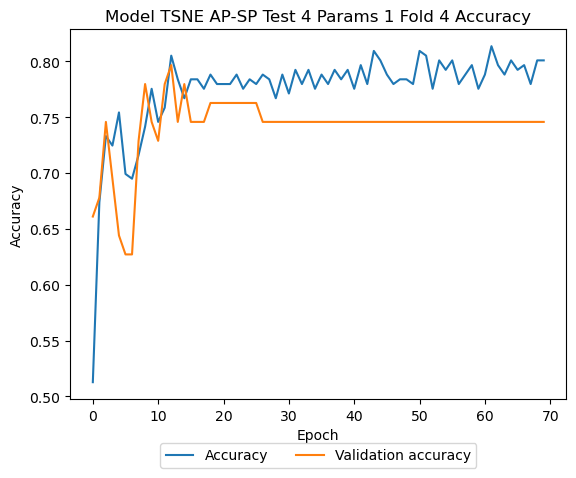 Model TSNE AP-SP Test 4 Params 1 Fold 4 Accuracy
Accuracy
0.80
0.75
0.70
0.65
0.60
0.55
0.50
0 10 20 30 40 50 60 70
Epoch
Accuracy Validation accuracy